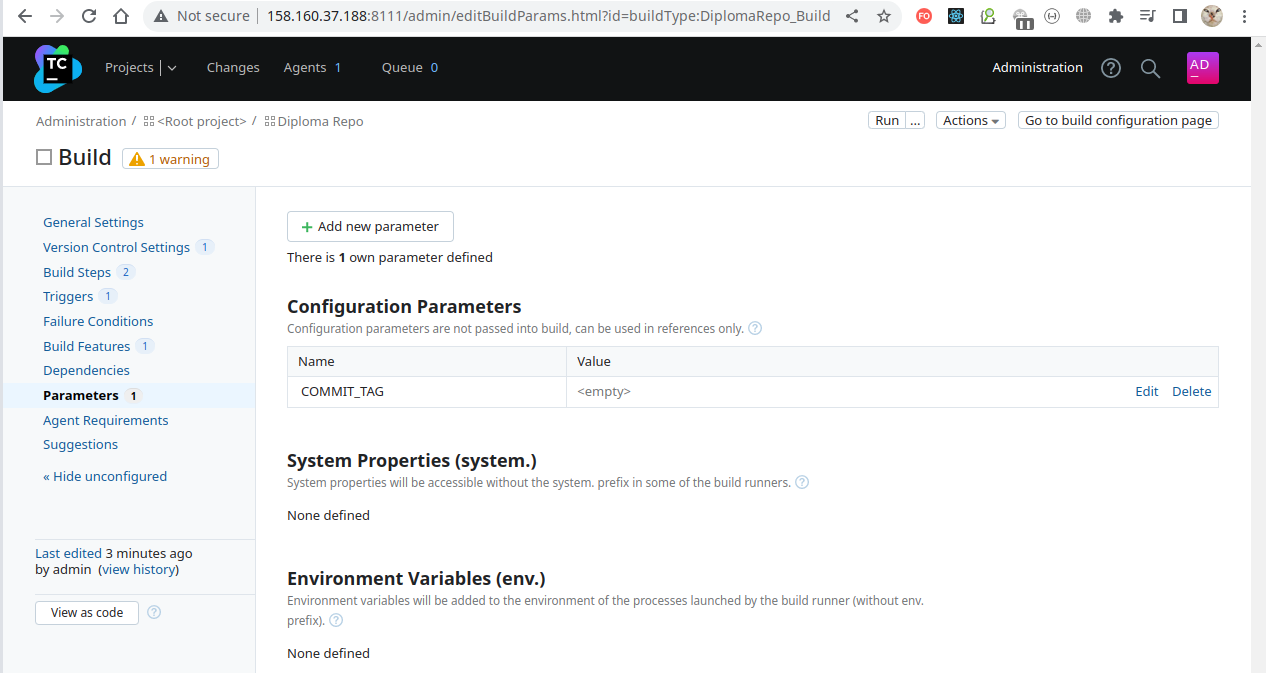 Not secure 158.160.37.188:8111/admin/editBuildParams.html?id=buildType:DiplomaRepo_Build
FO
TC
Projects Changes Agents 1 Queue 0 Administration ? AD
Administration / <Root project> / Diploma Repo Run ... Actions Go to build configuration page
Build 1 warning
General Settings
Version Control Settings 1
Build Steps 2
Triggers 1
Failure Conditions
Build Features 1
Dependencies
Parameters 1
Agent Requirements
Suggestions
« Hide unconfigured
Last edited 3 minutes ago
by admin (view history)
View as code ?
+ Add new parameter
There is 1 own parameter defined
Configuration Parameters
Configuration parameters are not passed into build, can be used in references only. ?
Name Value
COMMIT_TAG <empty> Edit Delete
System Properties (system.)
System properties will be accessible without the system. prefix in some of the build runners. ?
None defined
Environment Variables (env.)
Environment variables will be added to the environment of the processes launched by the build runner (without env.
prefix). ?
None defined